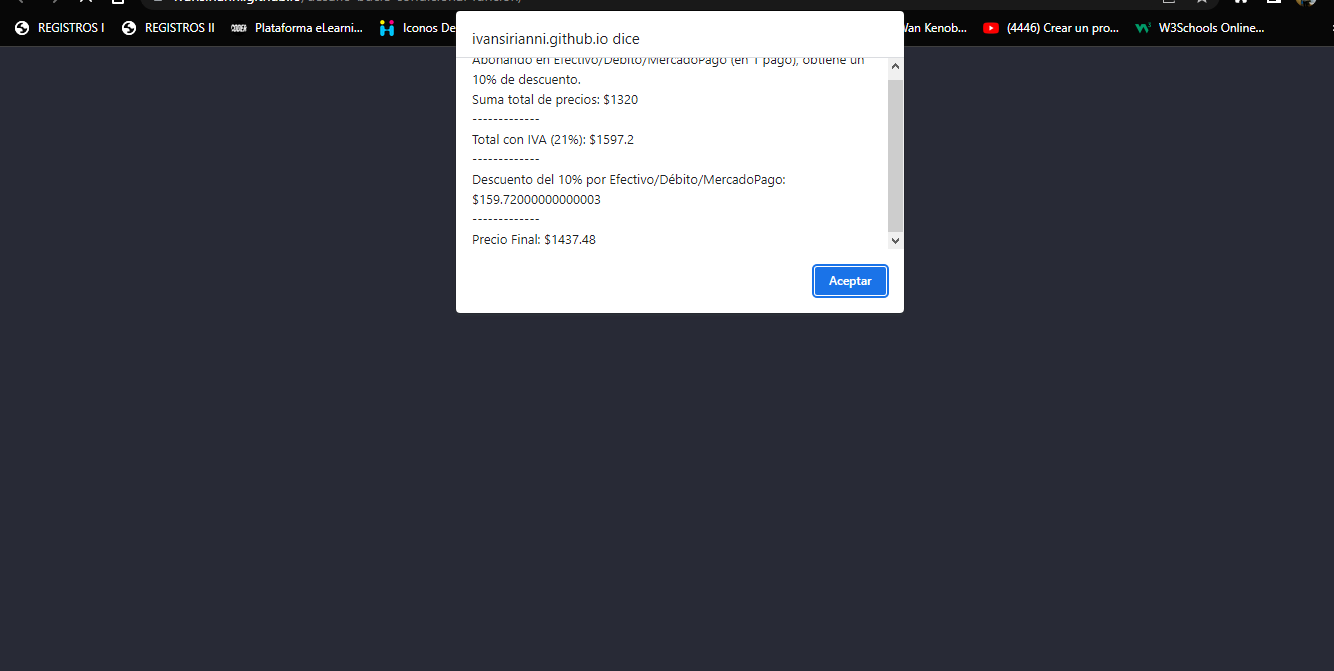 REGISTROS I
REGISTROS II
CODER
Plataforma eLearni...
Iconos De
Wan Kenob...
(4446) Crear un pro...
W3Schools Online...
ivansirianni.github.io dice
Abonando en Efectivo/Débito/MercadoPago (en 1 pago), obtiene un
10% de descuento.
Suma total de precios: $1320
-------------
Total con IVA (21%): $1597.2
-------------
Descuento del 10% por Efectivo/Débito/MercadoPago:
$159.72000000000003
-------------
Precio Final: $1437.48
Aceptar